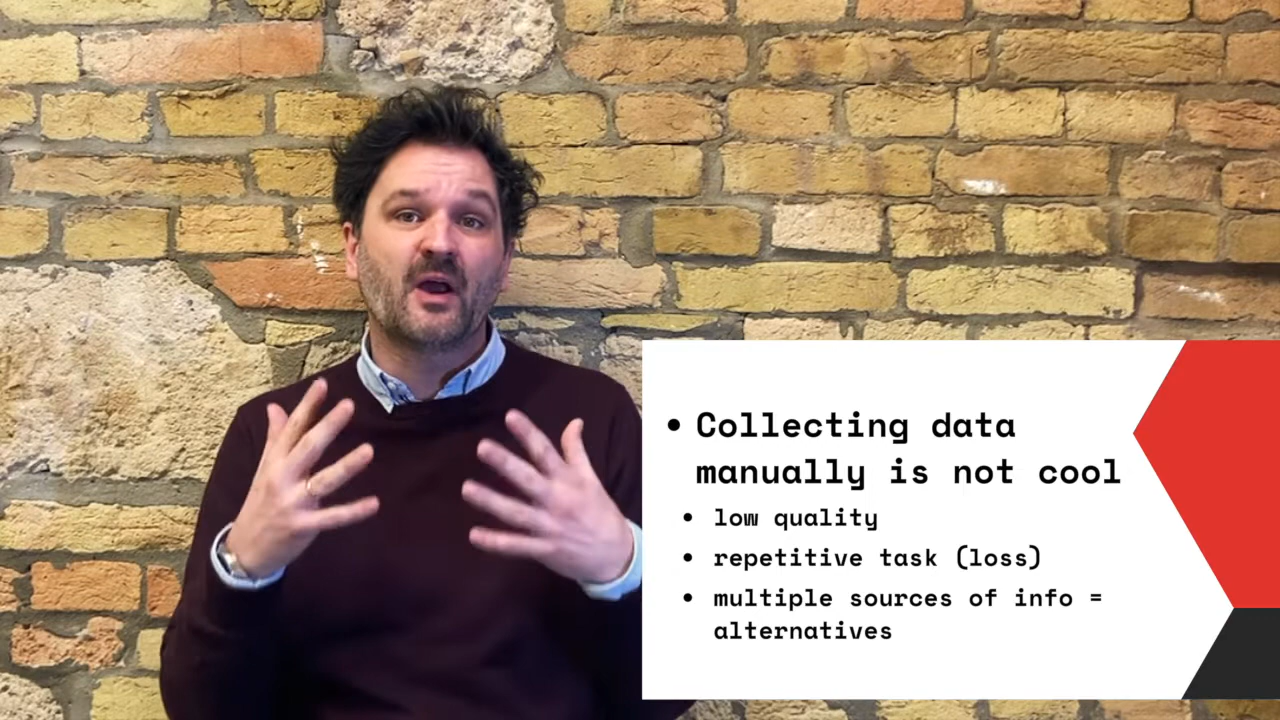 • Collecting data
manually is not cool
• low quality
• repetitive task (loss)
• multiple sources of info =
alternatives